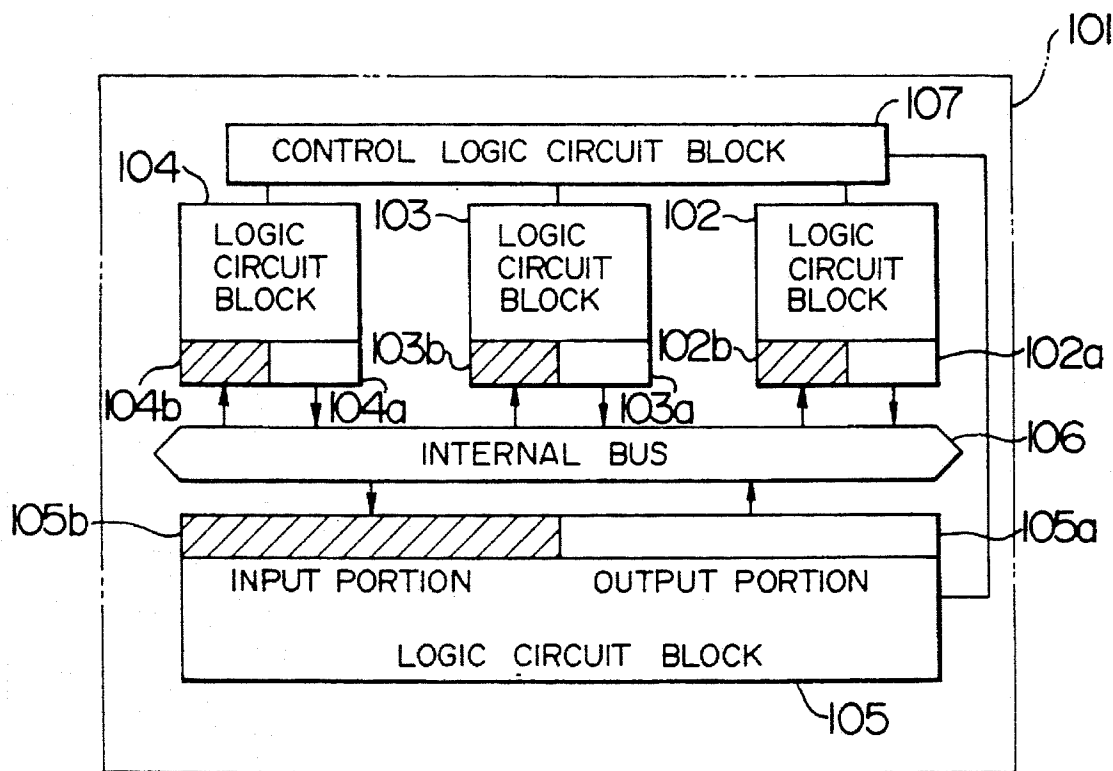 101
107
CONTROL LOGIC CIRCUIT BLOCK
104
103
102
LOGIC
CIRCUIT
BLOCK
LOGIC
CIRCUIT
BLOCK
LOGIC
CIRCUIT
BLOCK
104b
104a
103b
103a
102b
102a
INTERNAL BUS
106
105b
105a
INPUT PORTION
OUTPUT PORTION
LOGIC CIRCUIT BLOCK
105